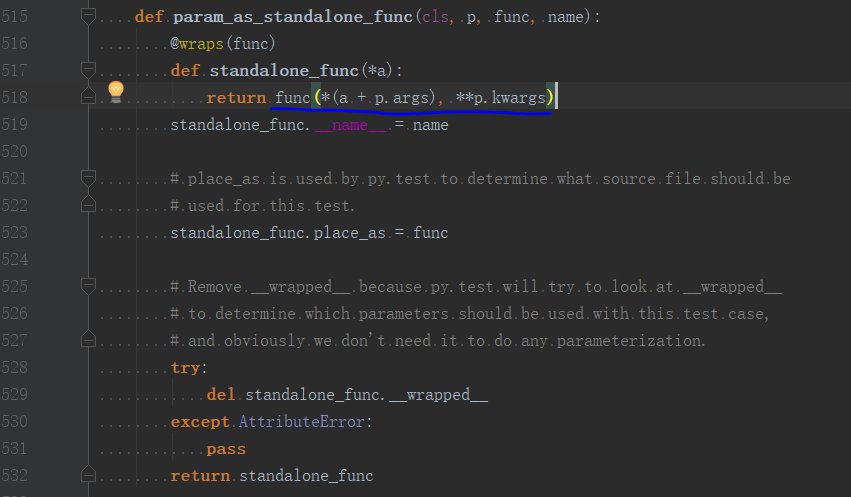 515 def param_as_standalone_func(cls, p, func, name):
516 @wraps(func)
517 def standalone_func(*a):
518 return func(*(a + p.args), **p.kwargs)
519 standalone_func.__name__ = name
520
521 # place_as is used by py.test to determine what source file should be
522 # used for this test.
523 standalone_func.place_as = func
524
525 # Remove __wrapped__ because py.test will try to look at __wrapped__
526 # to determine which parameters should be used with this test case,
527 # and obviously we don't need it to do any parameterization.
528 try:
529 del standalone_func.__wrapped__
530 except AttributeError:
531 pass
532 return standalone_func